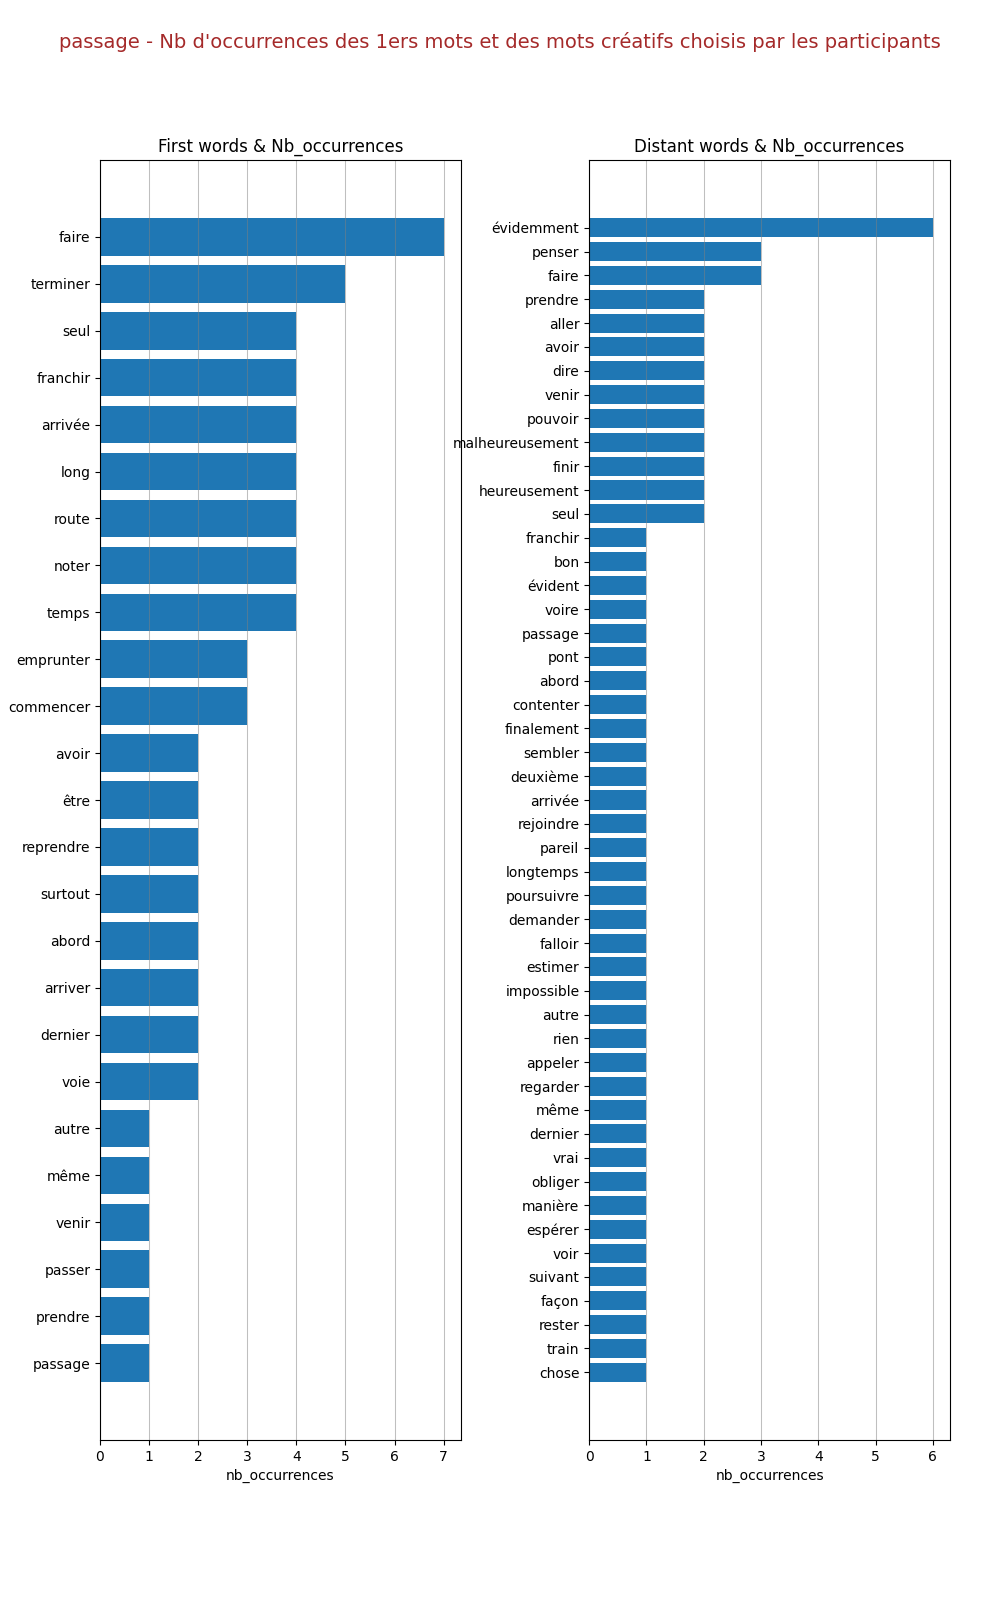 passage - Nb d'occurrences des 1ers mots et des mots créatifs choisis par les participants
First words & Nb_occurrences
faire
terminer
seul
franchir
arrivée
long
route
noter
temps
emprunter
commencer
avoir
être
reprendre
surtout
abord
arriver
dernier
voie
autre
même
venir
passer
prendre
passage
0 1 2 3 4 5 6 7
nb_occurrences
Distant words & Nb_occurrences
évidemment
penser
faire
prendre
aller
avoir
dire
venir
pouvoir
malheureusement
finir
heureusement
seul
franchir
bon
évident
voire
passage
pont
abord
contenter
finalement
sembler
deuxième
arrivée
rejoindre
pareil
longtemps
poursuivre
demander
falloir
estimer
impossible
autre
rien
appeler
regarder
même
dernier
vrai
obliger
manière
espérer
voir
suivant
façon
rester
train
chose
0 1 2 3 4 5 6
nb_occurrences